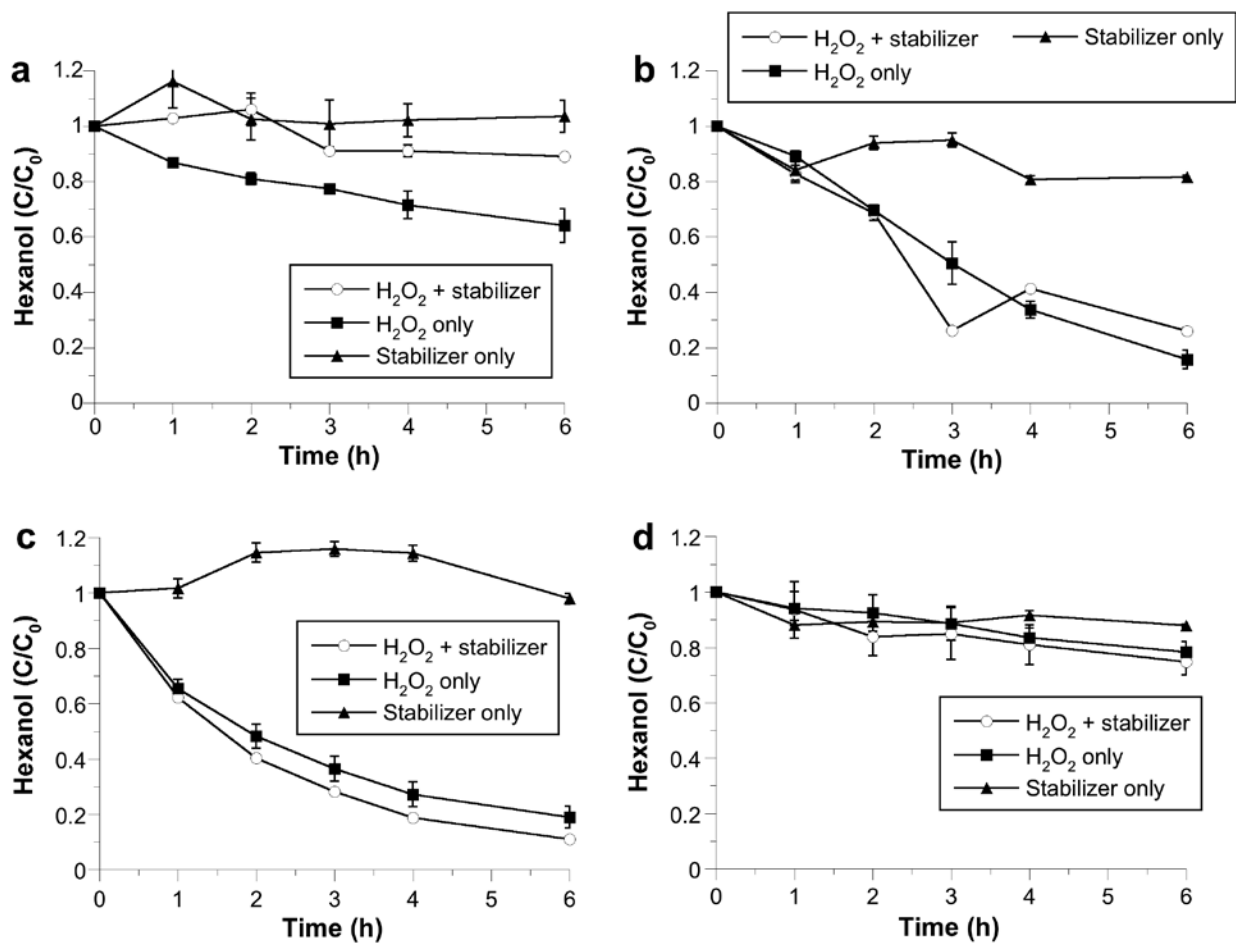 a
Hexanol (C/C₀)
1.2
1
0.8
0.6
0.4
0.2
0
H₂O₂ + stabilizer
H₂O₂ only
Stabilizer only
0 1 2 3 4 5 6
Time (h)
b
H₂O₂ + stabilizer Stabilizer only
H₂O₂ only
Hexanol (C/C₀)
1.2
1
0.8
0.6
0.4
0.2
0
0 1 2 3 4 5 6
Time (h)
c
Hexanol (C/C₀)
1.2
1
0.8
0.6
0.4
0.2
0
H₂O₂ + stabilizer
H₂O₂ only
Stabilizer only
0 1 2 3 4 5 6
Time (h)
d
Hexanol (C/C₀)
1.2
1
0.8
0.6
0.4
0.2
0
H₂O₂ + stabilizer
H₂O₂ only
Stabilizer only
0 1 2 3 4 5 6
Time (h)